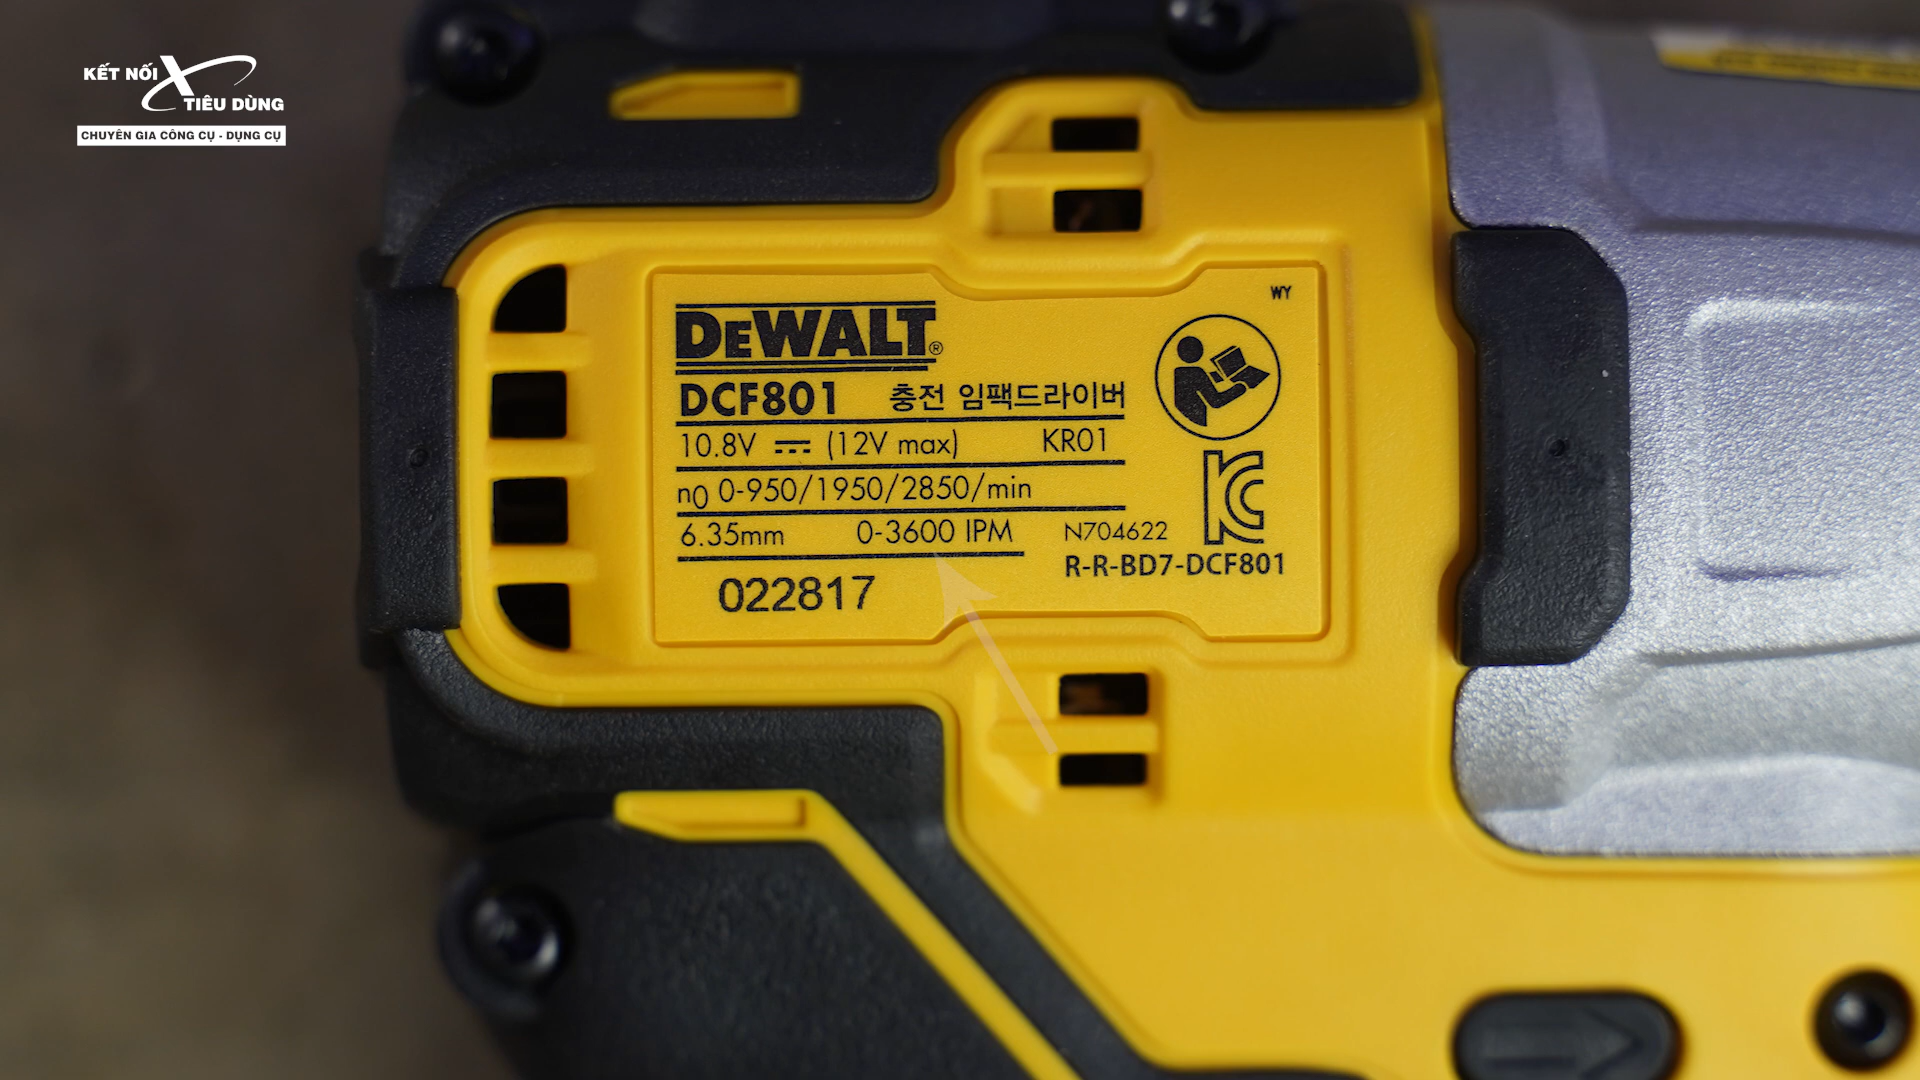 KẾT NỐI
TIÊU DÙNG
CHUYÊN GIA CÔNG CỤ - DỤNG CỤ
WY
DEWALT®
DCF801 충전 임팩드라이버
10.8V ⎓ (12V max) KR01
n0 0-950/1950/2850/min
6.35mm 0-3600 IPM N704622
R-R-BD7-DCF801
022817